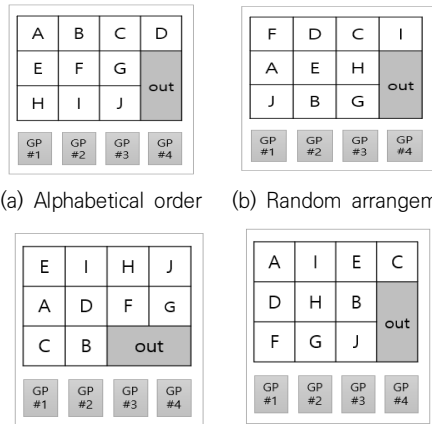 A B C D
E F G
out
H I J
GP GP GP GP
#1 #2 #3 #4
(a) Alphabetical order
F D C I
A E H
out
J B G
GP GP GP GP
#1 #2 #3 #4
(b) Random arrangem
E I H J
A D F G
C B out
GP GP GP GP
#1 #2 #3 #4
A I E C
D H B
out
F G J
GP GP GP GP
#1 #2 #3 #4